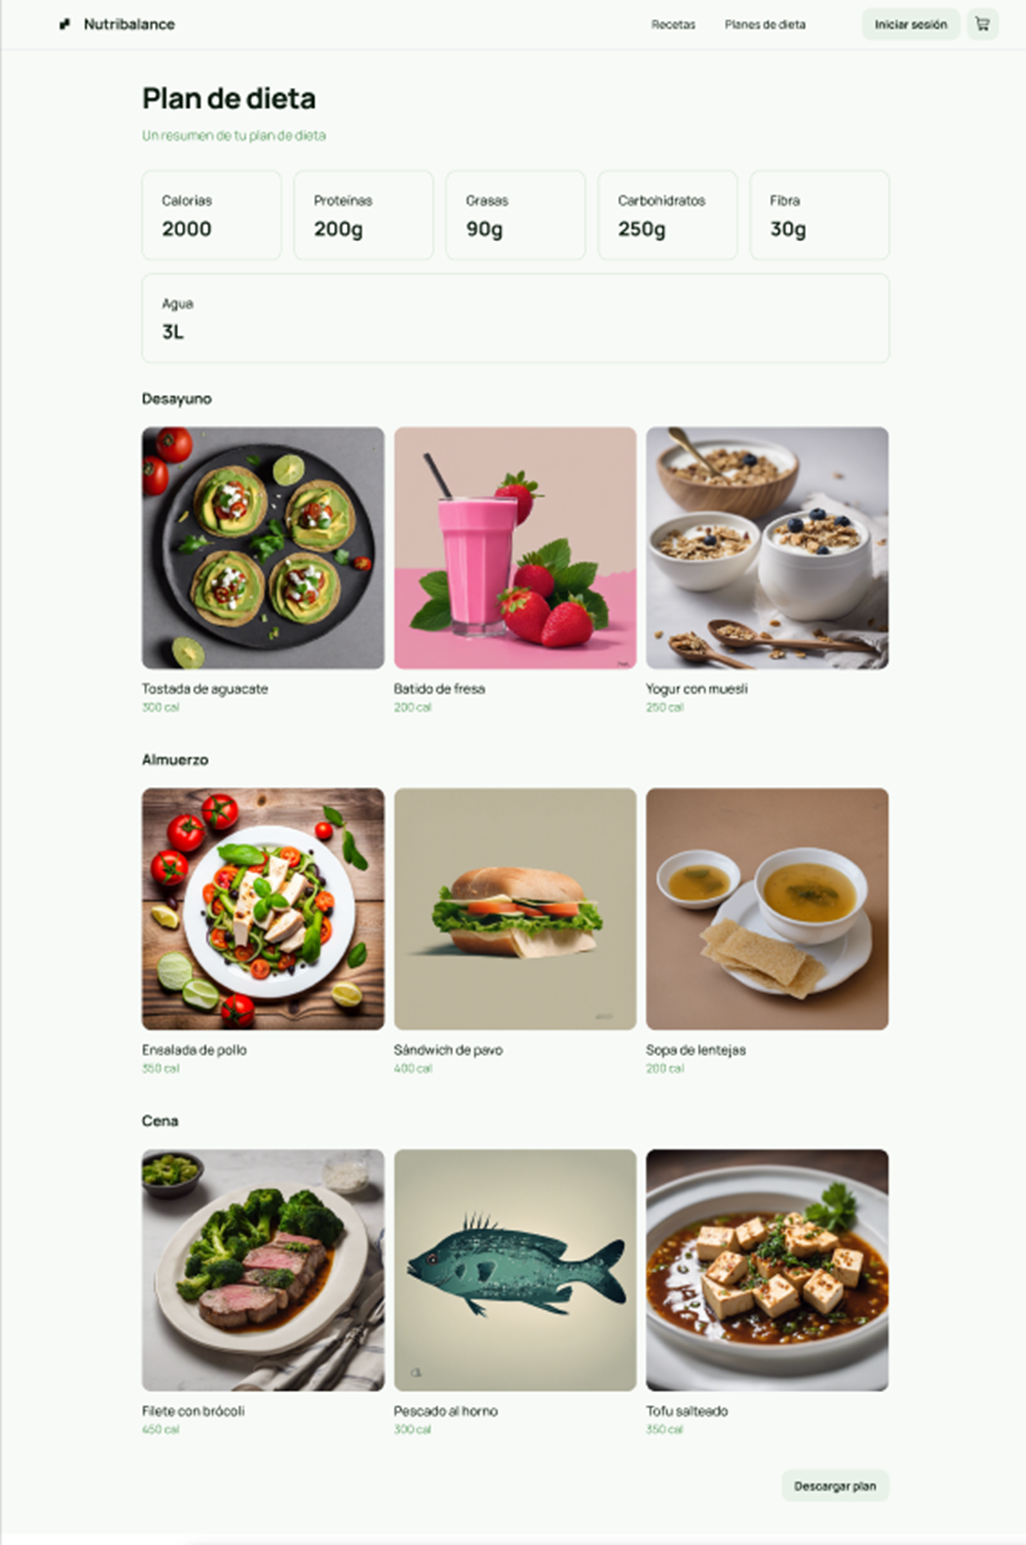 Nutribalance
Recetas
Planes de dieta
Iniciar sesión
Plan de dieta
Un resumen de tu plan de dieta
Calorias
2000
Proteínas
200g
Grasas
90g
Carbohidratos
250g
Fibra
30g
Agua
3L
Desayuno
Tostada de aguacate
300 cal
Batido de fresa
200 cal
Yogur con muesli
250 cal
Almuerzo
Ensalada de pollo
350 cal
Sándwich de pavo
400 cal
Sopa de lentejas
200 cal
Cena
Filete con brócoli
450 cal
Pescado al horno
300 cal
Tofu salteado
350 cal
Descargar plan